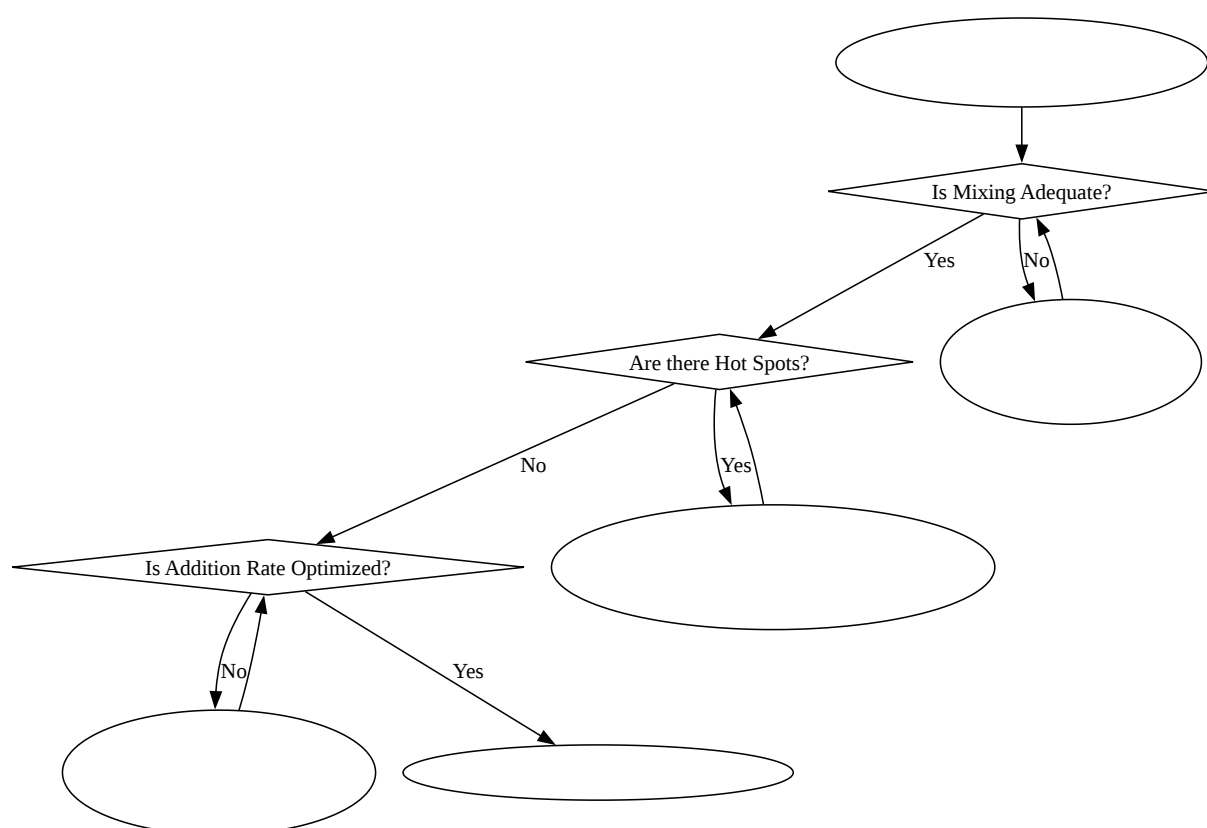 Is Mixing Adequate?
Yes
No
Are there Hot Spots?
No
Yes
Is Addition Rate Optimized?
No
Yes